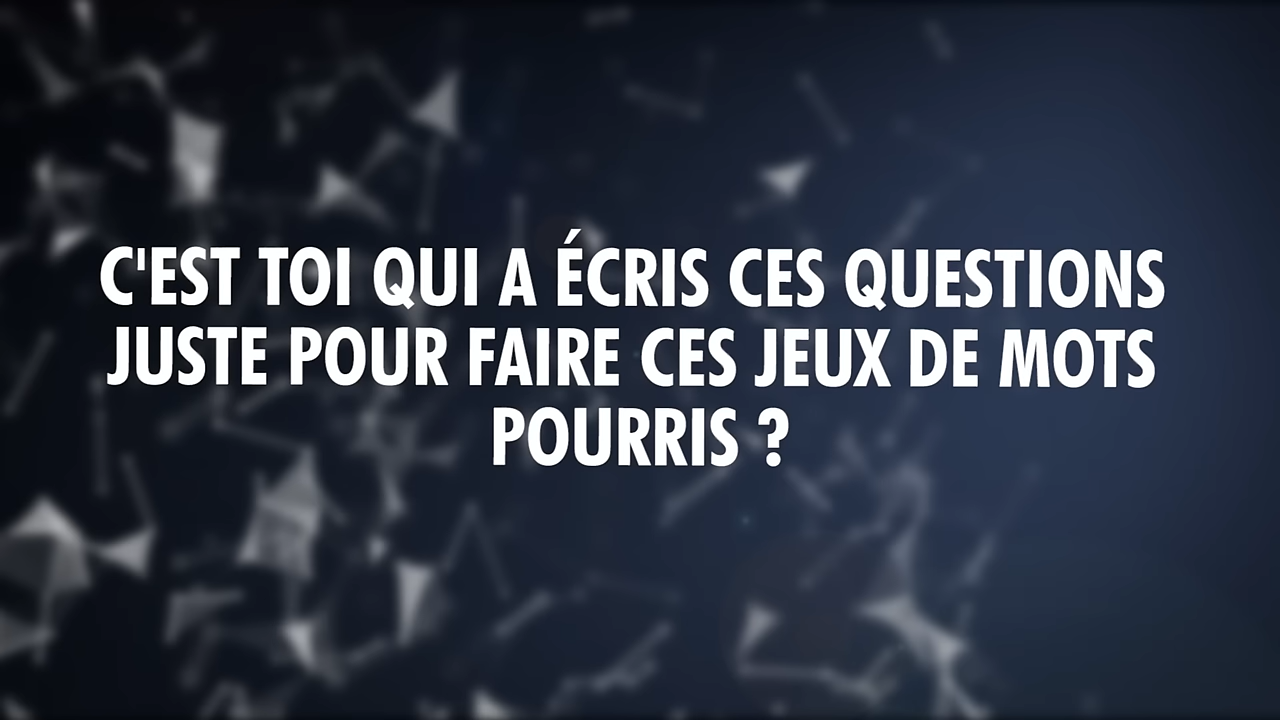 C'EST TOI QUI A ÉCRIS CES QUESTIONS
JUSTE POUR FAIRE CES JEUX DE MOTS
POURRIS ?